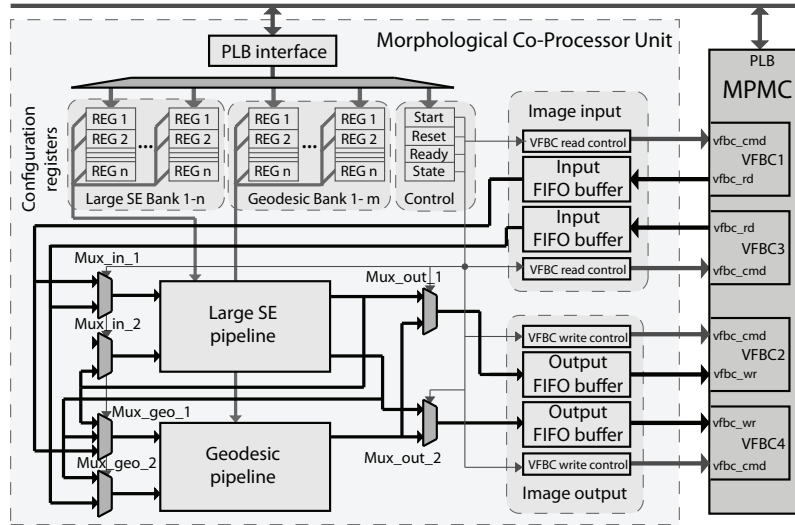 PLB interface
Morphological Co-Processor Unit
PLB
MPMC
Configuration
registers
REG 1
REG 2
REG n
...
REG 1
REG 2
REG n
Large SE Bank 1-n
REG 1
REG 2
REG n
...
REG 1
REG 2
REG n
Geodesic Bank 1- m
Start
Reset
Ready
State
Control
Image input
VFBC read control
Input
FIFO buffer
Input
FIFO buffer
VFBC read control
vfbc_cmd
VFBC1
vfbc_rd
vfbc_rd
VFBC3
vfbc_cmd
Mux_in_1
Mux_in_2
Large SE
pipeline
Mux_out_1
Mux_geo_1
Mux_geo_2
Geodesic
pipeline
Mux_out_2
VFBC write control
Output
FIFO buffer
Output
FIFO buffer
VFBC write control
Image output
vfbc_cmd
VFBC2
vfbc_wr
vfbc_wr
VFBC4
vfbc_cmd